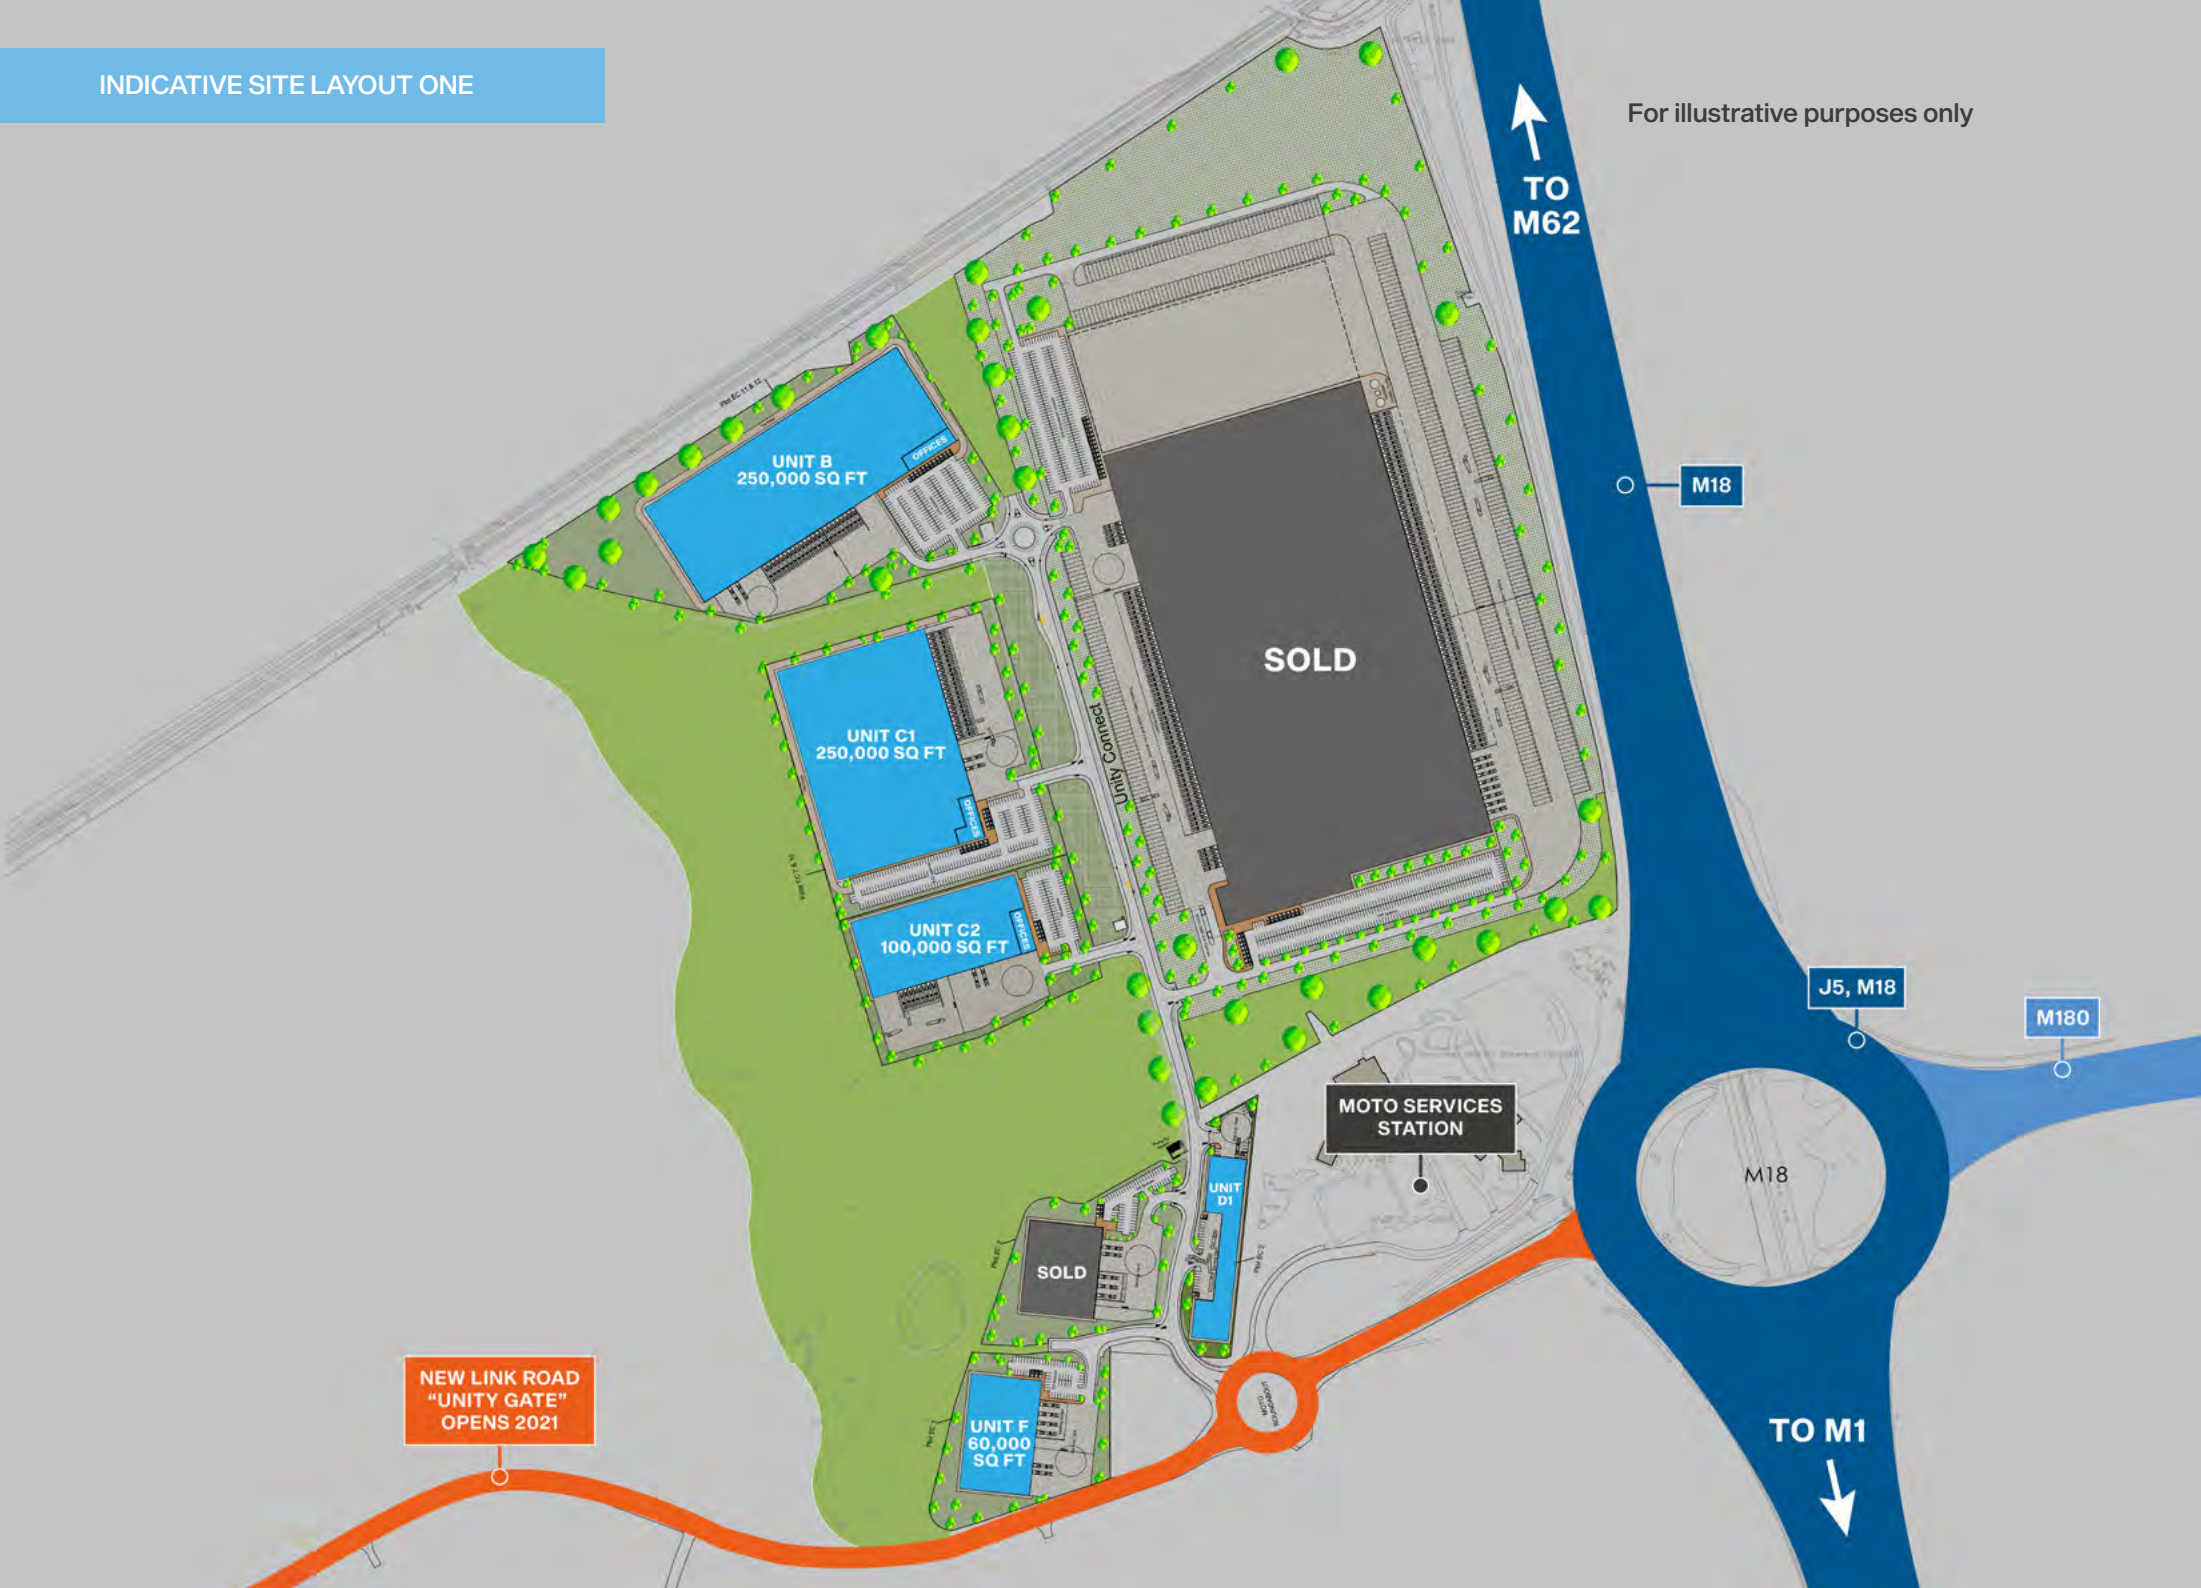 INDICATIVE SITE LAYOUT ONE
For illustrative purposes only
TO
M62
M18
UNIT B
250,000 SQ FT
OFFICES
SOLD
Unity Connect
UNIT C1
250,000 SQ FT
OFFICES
UNIT C2
100,000 SQ FT
OFFICES
J5, M18
M180
MOTO SERVICES
STATION
M18
UNIT
D1
SOLD
NEW LINK ROAD
“UNITY GATE”
OPENS 2021
UNIT F
60,000
SQ FT
MOTO
ROUNDABOUT
TO M1